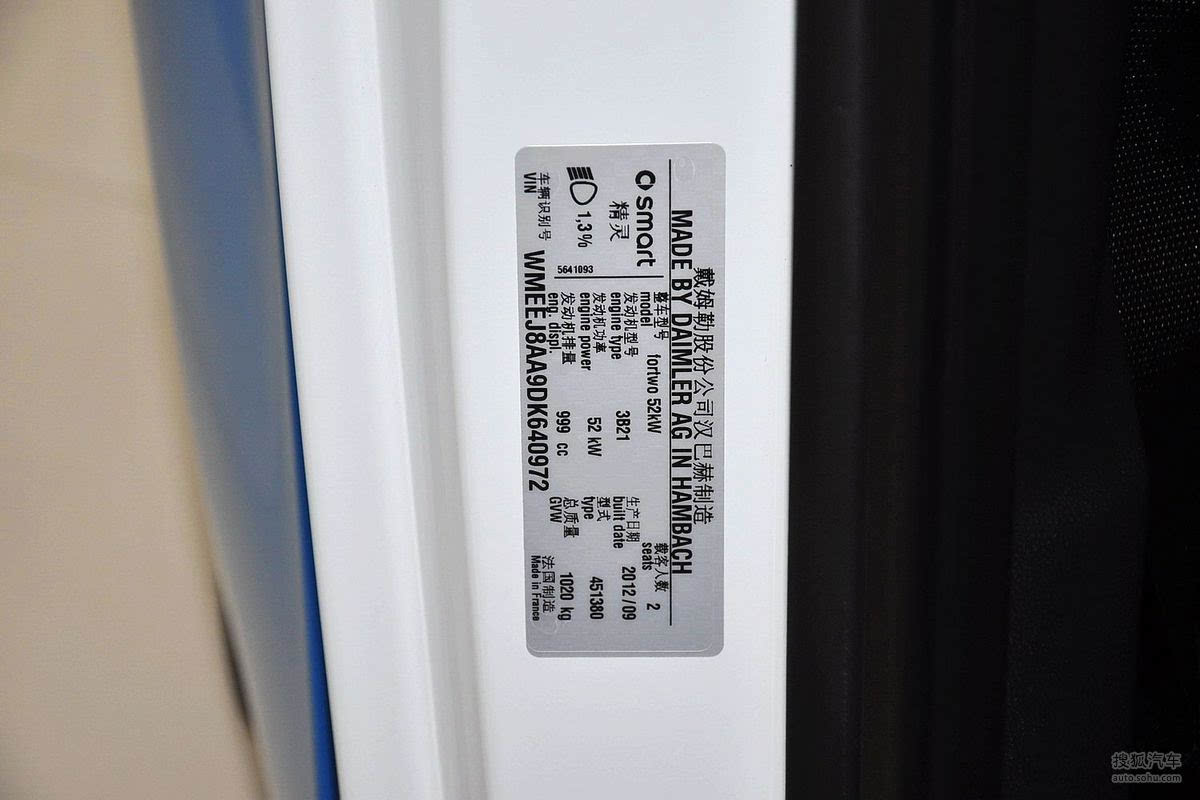 戴姆勒股份公司汉巴赫制造
MADE BY DAIMLER AG IN HAMBACH
smart
精灵
1,3%
5641093
整车型号
model fortwo 52kW
载客人数
seats 2
发动机型号
engine type 3B21
生产日期
built date 2012/09
发动机功率
engine power 52 kW
型式
type 451380
发动机排量
eng. displ. 999 cc
总质量
GVW 1020 kg
车辆识别号
VIN WMEEJ8AA9DK640972
法国制造
Made in France
搜狐汽车
auto.sohu.com